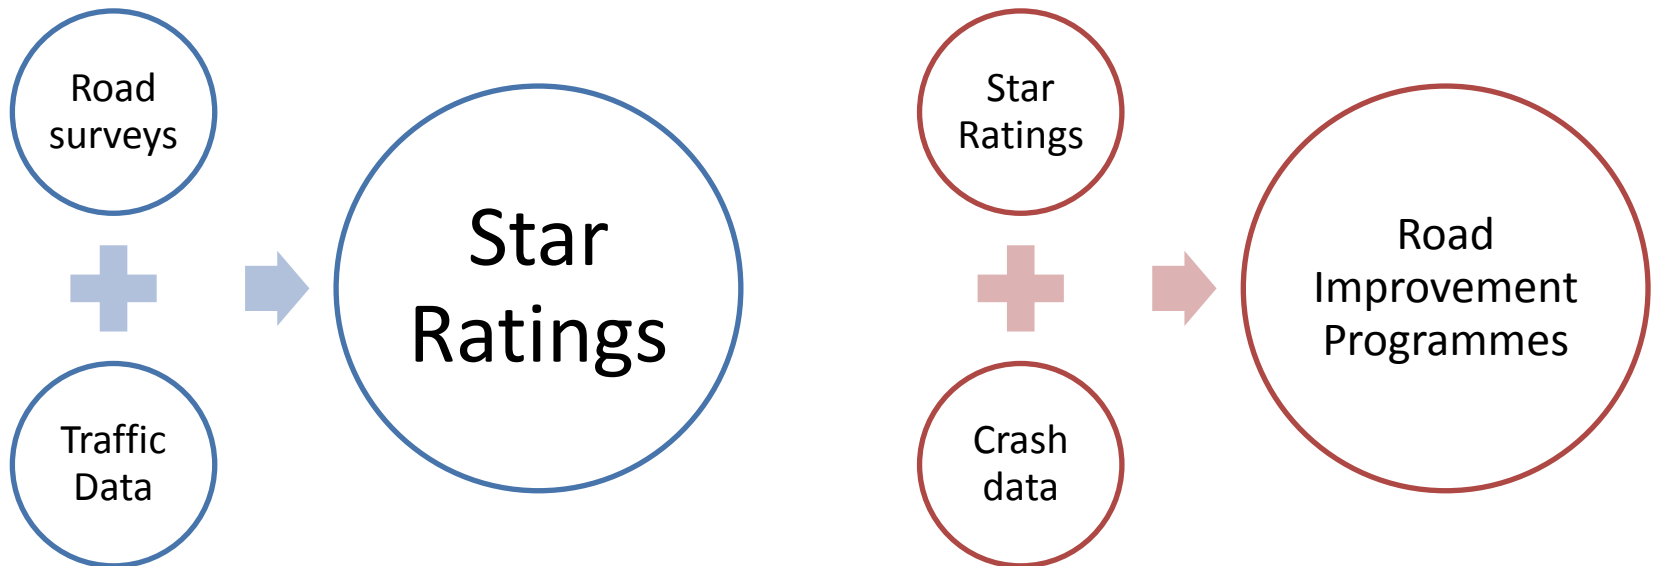 Road
surveys
Traffic
Data
Star
Ratings
Star
Ratings
Crash
data
Road
Improvement
Programmes